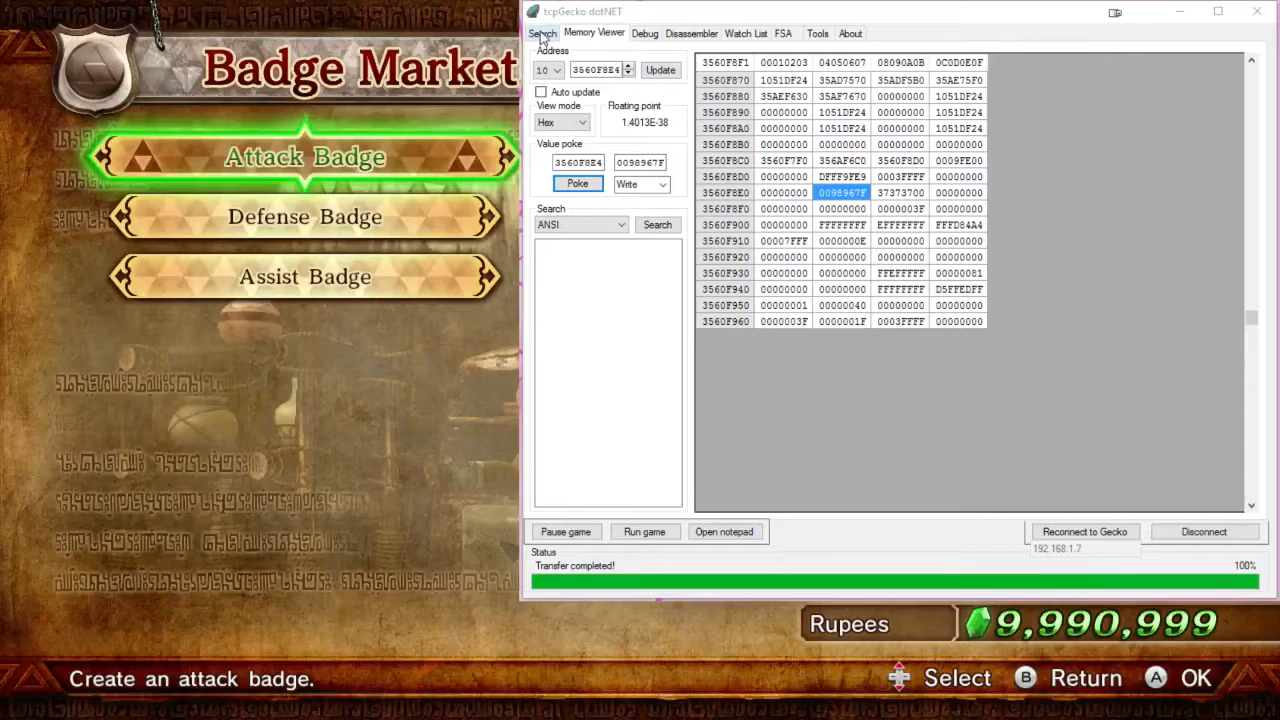 Badge Market
Attack Badge
Defense Badge
Assist Badge
tcpGecko dotNET
Search Memory Viewer Debug Disassembler Watch List FSA Tools About
Address
10 3560F8E4 Update
Auto update
View mode Floating point
Hex 1.4013E-38
Value poke
3560F8E4 0098967F
Poke Write
Search
ANSI Search
3560F8F1 00010203 04050607 08090A0B 0C0D0E0F
3560F870 1051DF24 35AD7570 35ADF5B0 35AE75F0
3560F880 35AEF630 35AF7670 00000000 1051DF24
3560F890 00000000 1051DF24 00000000 1051DF24
3560F8A0 00000000 1051DF24 00000000 1051DF24
3560F8B0 00000000 00000000 00000000 00000000
3560F8C0 3560F7F0 356AF6C0 3560F8D0 0009FE00
3560F8D0 00000000 DFFF9FE9 0003FFFF 00000000
3560F8E0 00000000 0098967F 37373700 00000000
3560F8F0 00000000 00000000 0000003F 00000000
3560F900 00000000 FFFFFFFF EFFFFFFF FFFD84A4
3560F910 00007FFF 0000000E 00000000 00000000
3560F920 00000000 00000000 00000000 00000000
3560F930 00000000 00000000 FFEFFFFF 00000081
3560F940 00000000 00000000 FFFFFFFF D5FFEDFF
3560F950 00000001 00000040 00000000 00000000
3560F960 0000003F 0000001F 0003FFFF 00000000
Pause game Run game Open notepad Reconnect to Gecko Disconnect
192.168.1.7
Status
Transfer completed! 100%
Rupees 9,990,999
Create an attack badge. Select B Return A OK